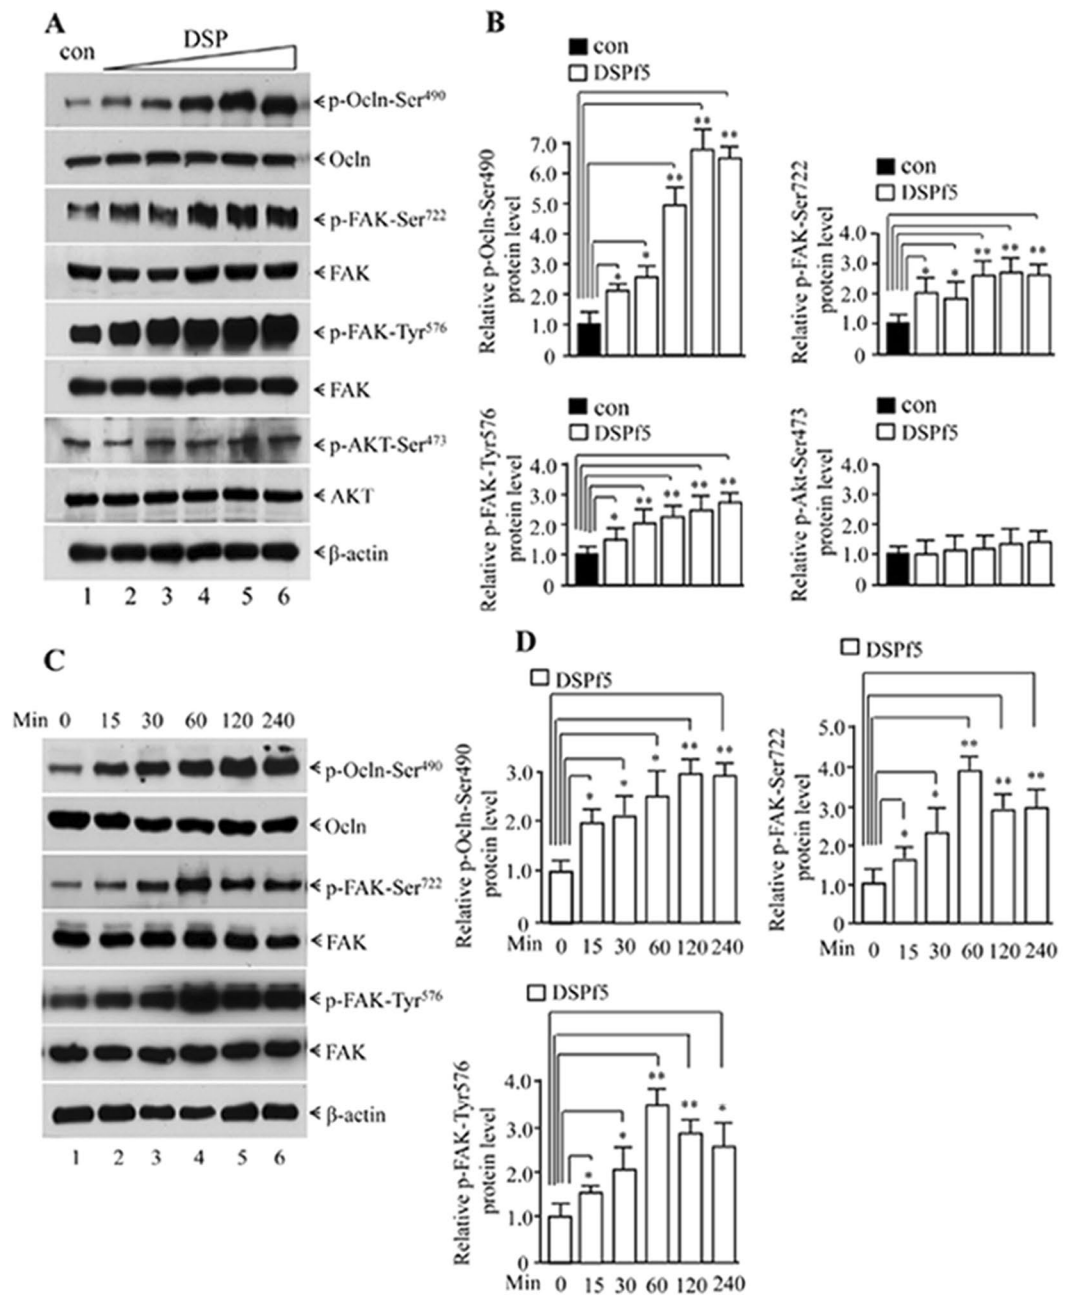 A
con DSP
p-Ocln-Ser490
Ocln
p-FAK-Ser722
FAK
p-FAK-Tyr576
FAK
p-AKT-Ser473
AKT
β-actin
1 2 3 4 5 6
B
con
DSPf5
Relative p-Ocln-Ser490
protein level
7.0
6.0
5.0
4.0
3.0
2.0
1.0
0
* * ** ** **
con
DSPf5
Relative p-FAK-Ser722
protein level
4.0
3.0
2.0
1.0
0
* * ** ** **
con
DSPf5
Relative p-FAK-Tyr576
protein level
4.0
3.0
2.0
1.0
0
* ** ** ** **
con
DSPf5
Relative p-Akt-Ser473
protein level
4.0
3.0
2.0
1.0
0
C
Min 0 15 30 60 120 240
p-Ocln-Ser490
Ocln
p-FAK-Ser722
FAK
p-FAK-Tyr576
FAK
β-actin
1 2 3 4 5 6
D
DSPf5
Relative p-Ocln-Ser490
protein level
3.0
2.0
1.0
0
* * * ** **
Min 0 15 30 60 120 240
DSPf5
Relative p-FAK-Ser722
protein level
5.0
4.0
3.0
2.0
1.0
0
* * ** ** **
Min 0 15 30 60 120 240
DSPf5
Relative p-FAK-Tyr576
protein level
4.0
3.0
2.0
1.0
0
* * ** ** *
Min 0 15 30 60 120 240